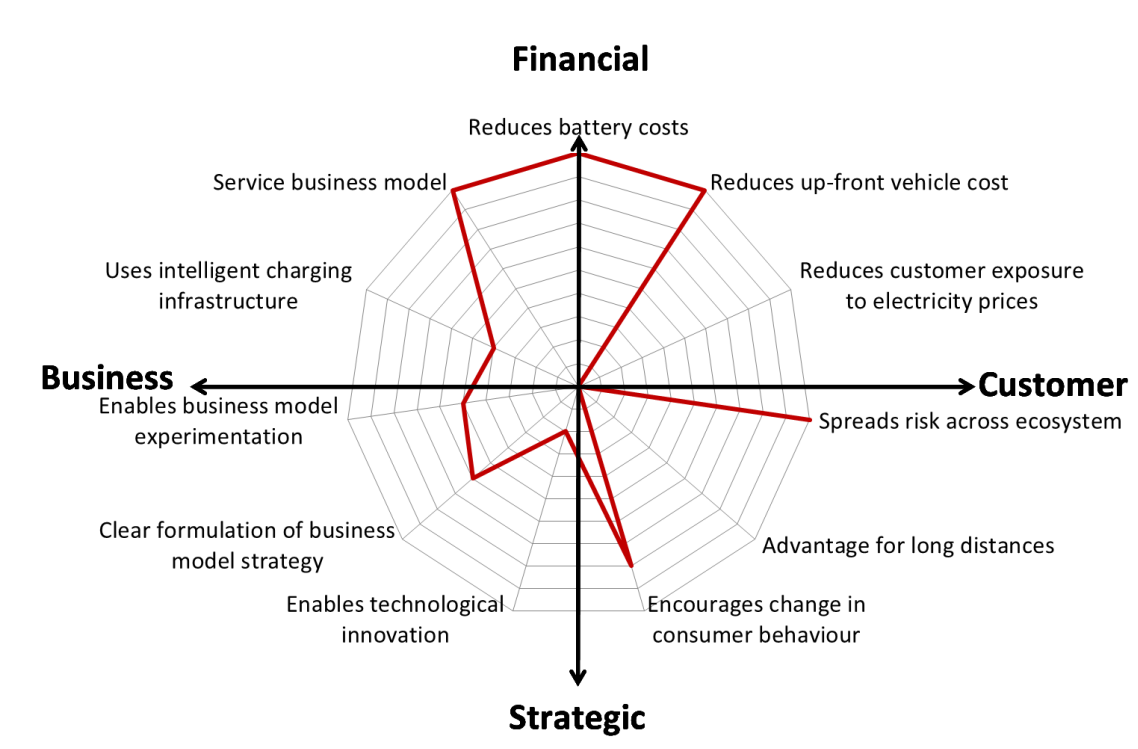 Financial
Reduces battery costs
Service business model
Reduces up-front vehicle cost
Uses intelligent charging
infrastructure
Reduces customer exposure
to electricity prices
Business
Customer
Enables business model
experimentation
Spreads risk across ecosystem
Clear formulation of business
model strategy
Advantage for long distances
Enables technological
innovation
Encourages change in
consumer behaviour
Strategic